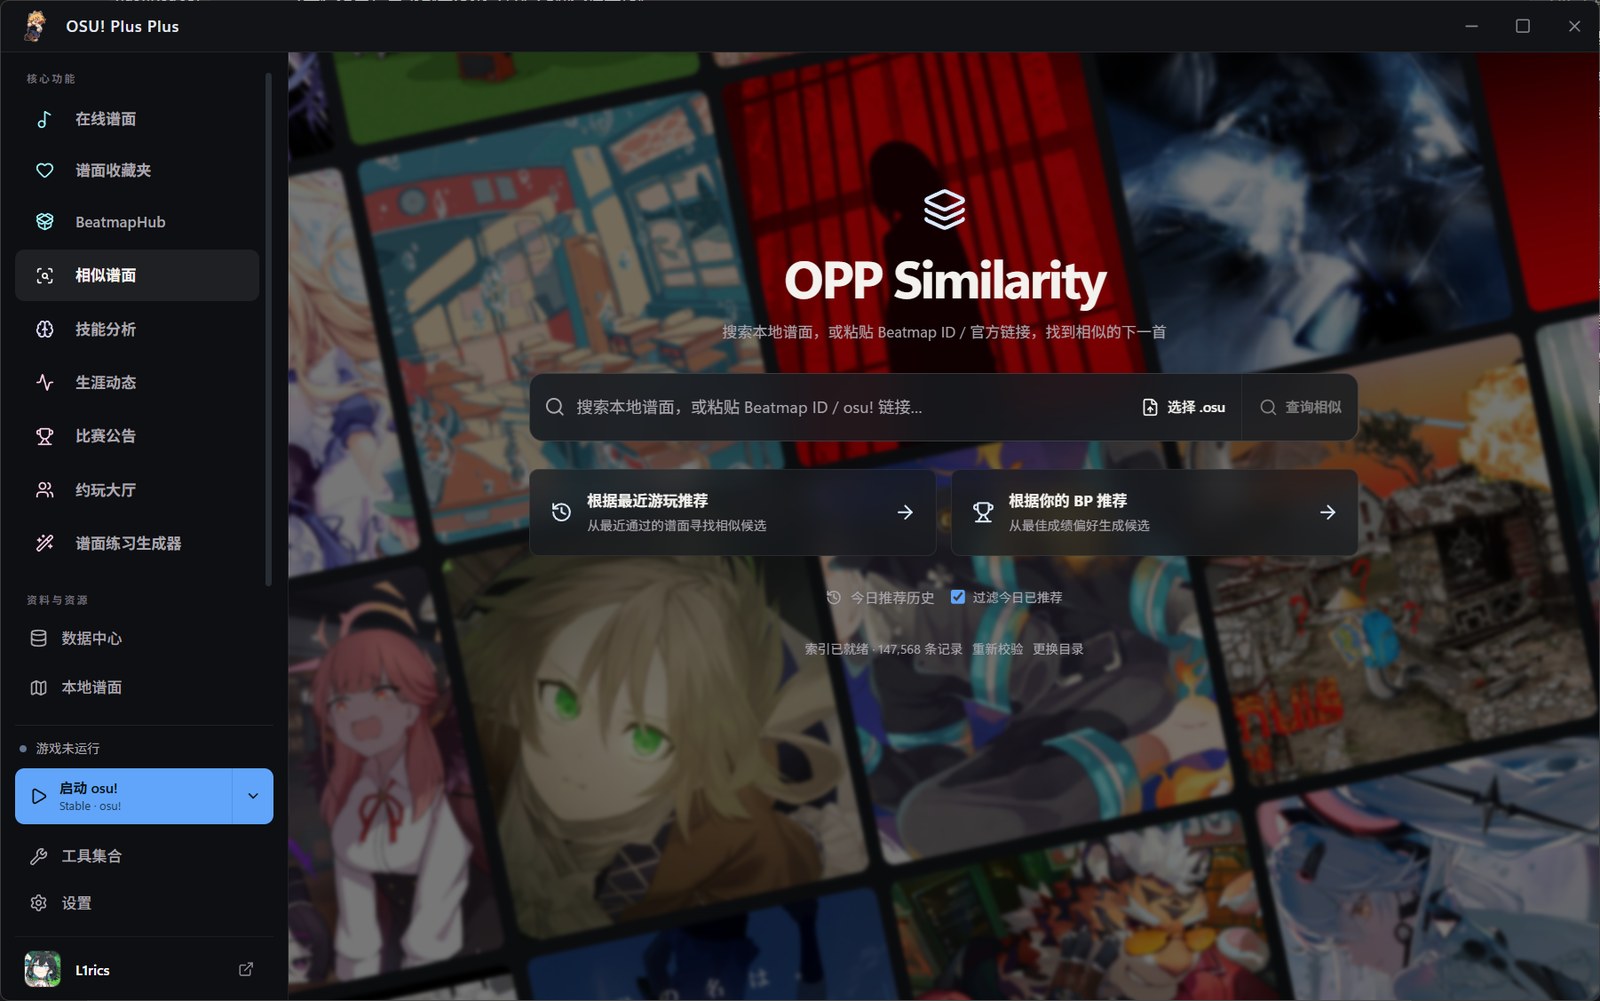 OSU! Plus Plus
核心功能
在线谱面
谱面收藏夹
BeatmapHub
相似谱面
技能分析
生涯动态
比赛公告
约玩大厅
谱面练习生成器
资料与资源
数据中心
本地谱面
游戏未运行
启动 osu!
Stable · osu!
工具集合
设置
L1rics
OPP Similarity
搜索本地谱面，或粘贴 Beatmap ID / 官方链接，找到相似的下一首
搜索本地谱面，或粘贴 Beatmap ID / osu! 链接...
选择 .osu
查询相似
根据最近游玩推荐
从最近通过的谱面寻找相似候选
根据你的 BP 推荐
从最佳成绩偏好生成候选
今日推荐历史 过滤今日已推荐
索引已就绪 · 147,568 条记录 重新校验 更换目录
の名は